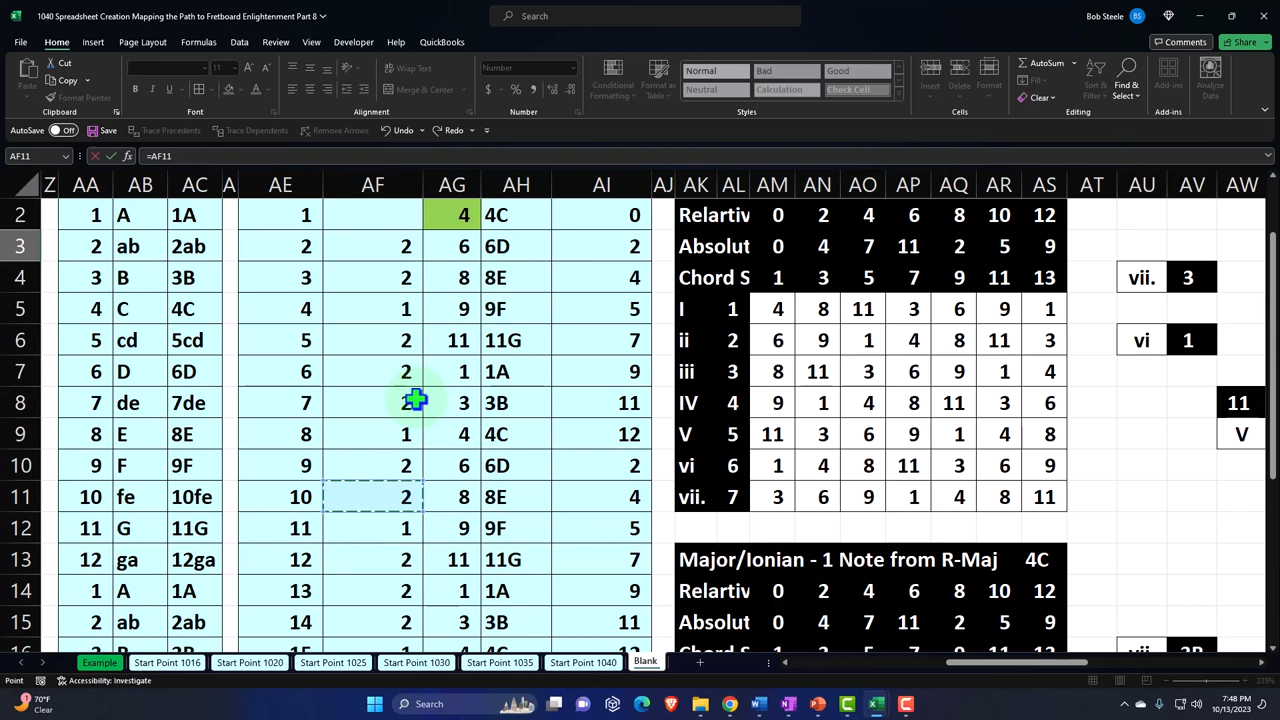 1040 Spreadsheet Creation Mapping the Path to Fretboard Enlightenment Part 8
Search
Bob Steele BS
File Home Insert Page Layout Formulas Data Review View Developer Help QuickBooks Comments Share
Cut
Copy
Format Painter
Paste
Clipboard
11
Font
Wrap Text
Merge & Center
Alignment
Number
Number
Conditional Formatting
Format as Table
Normal Bad Good
Neutral Calculation Check Cell
Styles
Insert Delete Format
Cells
AutoSum
Fill
Clear
Sort & Filter
Find & Select
Editing
Add-ins
Add-ins
Analyze Data
AutoSave Off Save Trace Precedents Trace Dependents Remove Arrows Undo Redo
AF11 =AF11
Z AA AB AC A AE AF AG AH AI AJ AK AL AM AN AO AP AQ AR AS AT AU AV AW
2 1 A 1A 1 4 4C 0 Relartiv 0 2 4 6 8 10 12
3 2 ab 2ab 2 2 6 6D 2 Absolut 0 4 7 11 2 5 9
4 3 B 3B 3 2 8 8E 4 Chord S 1 3 5 7 9 11 13 vii. 3
5 4 C 4C 4 1 9 9F 5 I 1 4 8 11 3 6 9 1
6 5 cd 5cd 5 2 11 11G 7 ii 2 6 9 1 4 8 11 3 vi 1
7 6 D 6D 6 2 1 1A 9 iii 3 8 11 3 6 9 1 4
8 7 de 7de 7 2 3 3B 11 IV 4 9 1 4 8 11 3 6 11
9 8 E 8E 8 1 4 4C 12 V 5 11 3 6 9 1 4 8 V
10 9 F 9F 9 2 6 6D 2 vi 6 1 4 8 11 3 6 9
11 10 fe 10fe 10 2 8 8E 4 vii. 7 3 6 9 1 4 8 11
12 11 G 11G 11 1 9 9F 5
13 12 ga 12ga 12 2 11 11G 7 Major/Ionian - 1 Note from R-Maj 4C
14 1 A 1A 13 2 1 1A 9 Relartiv 0 2 4 6 8 10 12
15 2 ab 2ab 14 2 3 3B 11 Absolut 0 4 7 11 2 5 9
Example Start Point 1016 Start Point 1020 Start Point 1025 Start Point 1030 Start Point 1035 Start Point 1040 Blank
Point Accessibility: Investigate 235%
70°F
Clear
Search
7:48 PM
10/13/2023